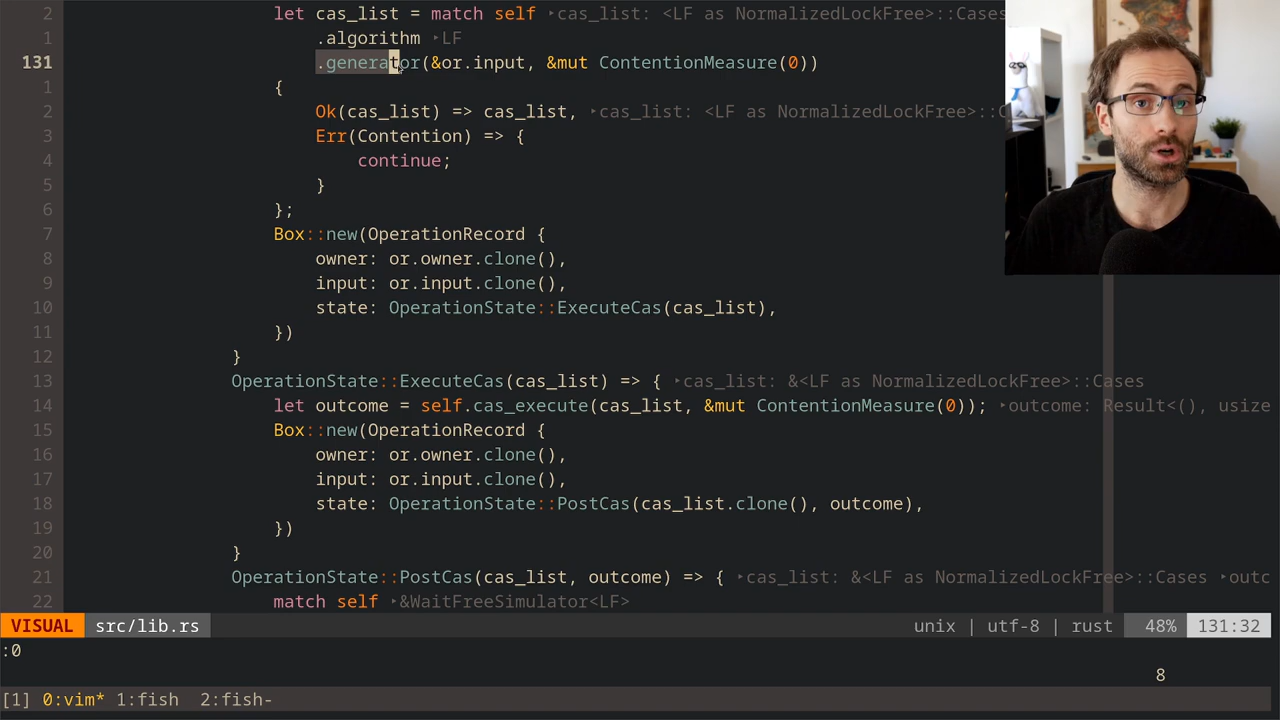 2 let cas_list = match self ‣cas_list: <LF as NormalizedLockFree>::Cases
1 .algorithm ‣LF
131 .generator(&or.input, &mut ContentionMeasure(0))
1 {
2 Ok(cas_list) => cas_list, ‣cas_list: <LF as NormalizedLockFree>::C
3 Err(Contention) => {
4 continue;
5 }
6 };
7 Box::new(OperationRecord {
8 owner: or.owner.clone(),
9 input: or.input.clone(),
10 state: OperationState::ExecuteCas(cas_list),
11 })
12 }
13 OperationState::ExecuteCas(cas_list) => { ‣cas_list: &<LF as NormalizedLockFree>::Cases
14 let outcome = self.cas_execute(cas_list, &mut ContentionMeasure(0)); ‣outcome: Result<(), usize
15 Box::new(OperationRecord {
16 owner: or.owner.clone(),
17 input: or.input.clone(),
18 state: OperationState::PostCas(cas_list.clone(), outcome),
19 })
20 }
21 OperationState::PostCas(cas_list, outcome) => { ‣cas_list: &<LF as NormalizedLockFree>::Cases ‣outc
22 match self ‣&WaitFreeSimulator<LF>
VISUAL src/lib.rs unix | utf-8 | rust 48% 131:32
:0
8
[1] 0:vim* 1:fish 2:fish-